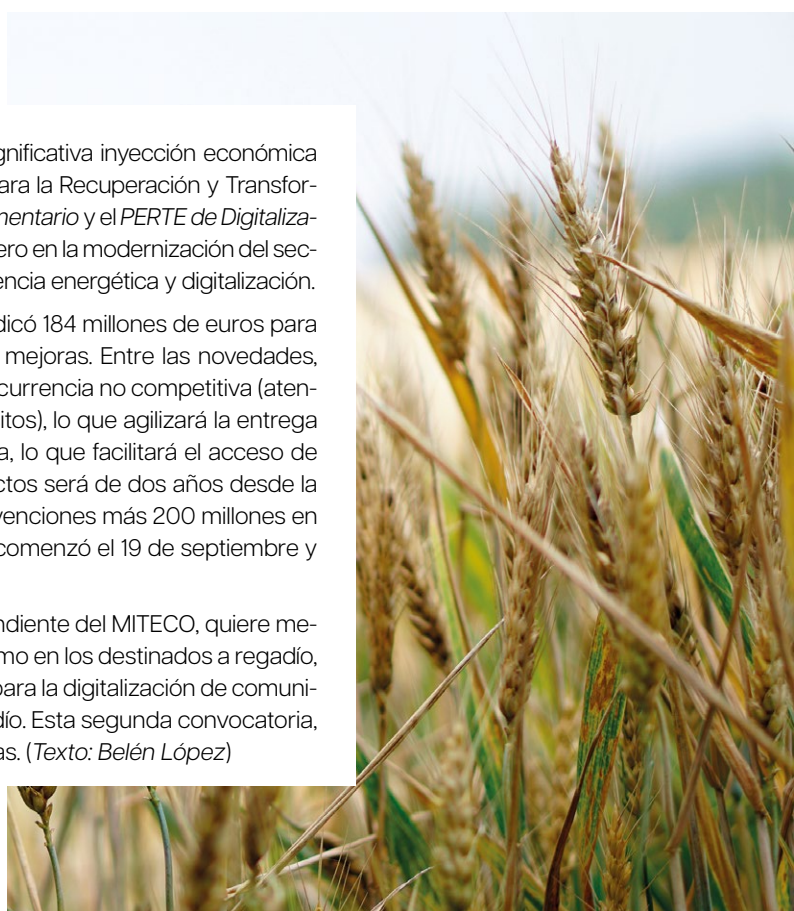 gnificativa inyección económica
ara la Recuperación y Transfor-
nentario y el PERTE de Digitaliza-
ero en la modernización del sec-
encia energética y digitalización.
dicó 184 millones de euros para
mejoras. Entre las novedades,
currencia no competitiva (aten-
itos), lo que agilizará la entrega
a, lo que facilitará el acceso de
ctos será de dos años desde la
venciones más 200 millones en
comenzó el 19 de septiembre y
ndiente del MITECO, quiere me-
mo en los destinados a regadío,
para la digitalización de comuni-
dío. Esta segunda convocatoria,
as. (Texto: Belén López)